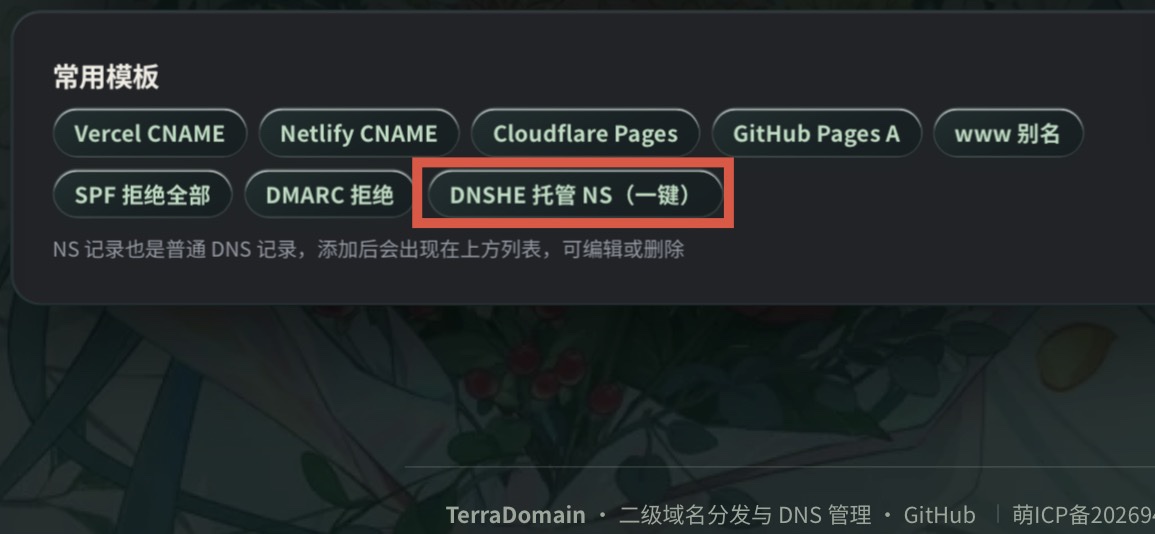 常用模板
Vercel CNAME Netlify CNAME Cloudflare Pages GitHub Pages A www 别名
SPF 拒绝全部 DMARC 拒绝 DNSHE 托管 NS（一键）
NS 记录也是普通 DNS 记录，添加后会出现在上方列表，可编辑或删除
TerraDomain · 二级域名分发与 DNS 管理 · GitHub | 萌ICP备20269